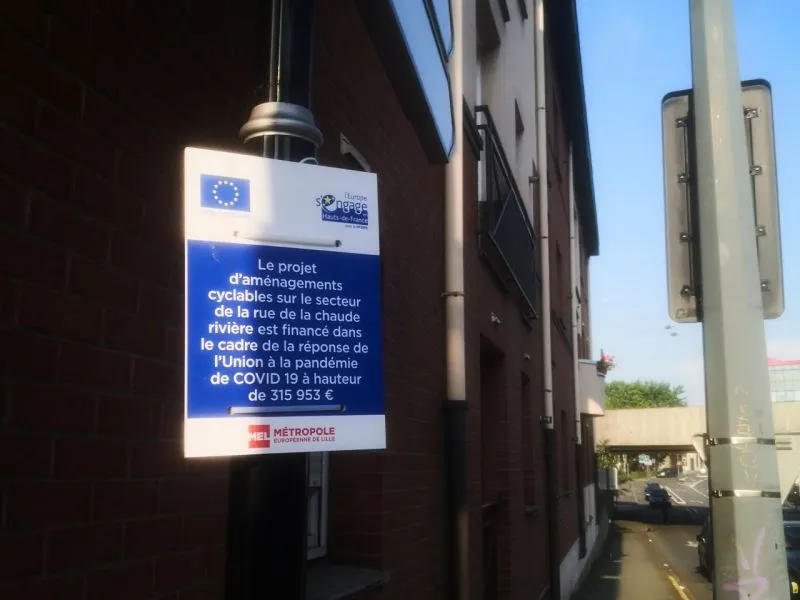 l'Europe
s'engage
en
Hauts-de-France
Le projet
d'aménagements
cyclables sur le secteur
de la rue de la chaude
rivière est financé dans
le cadre de la réponse de
l'Union à la pandémie
de COVID 19 à hauteur
de 315 953 €
MEL MÉTROPOLE
EUROPÉENNE DE LILLE